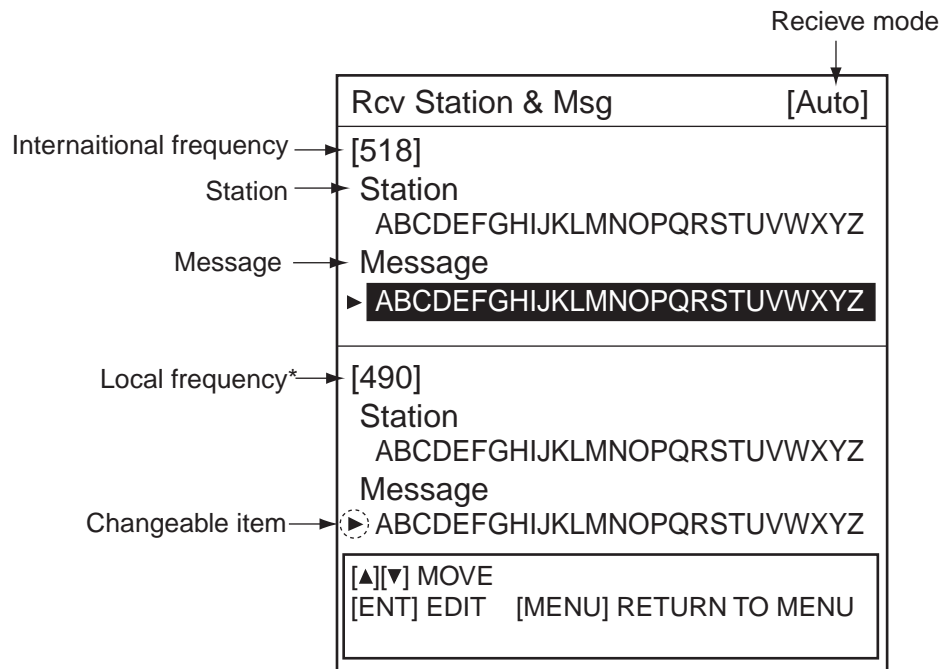 Recieve mode
Rcv Station & Msg [Auto]
Internaitional frequency [518]
Station Station
ABCDEFGHIJKLMNOPQRSTUVWXYZ
Message Message
▶ ABCDEFGHIJKLMNOPQRSTUVWXYZ
Local frequency* [490]
Station
ABCDEFGHIJKLMNOPQRSTUVWXYZ
Message
Changeable item ▶ ABCDEFGHIJKLMNOPQRSTUVWXYZ
[▲][▼] MOVE
[ENT] EDIT [MENU] RETURN TO MENU